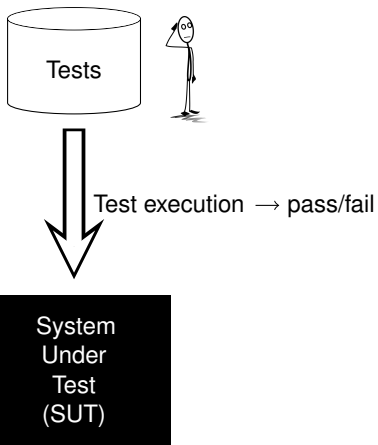 Tests
Test execution → pass/fail
System
Under
Test
(SUT)